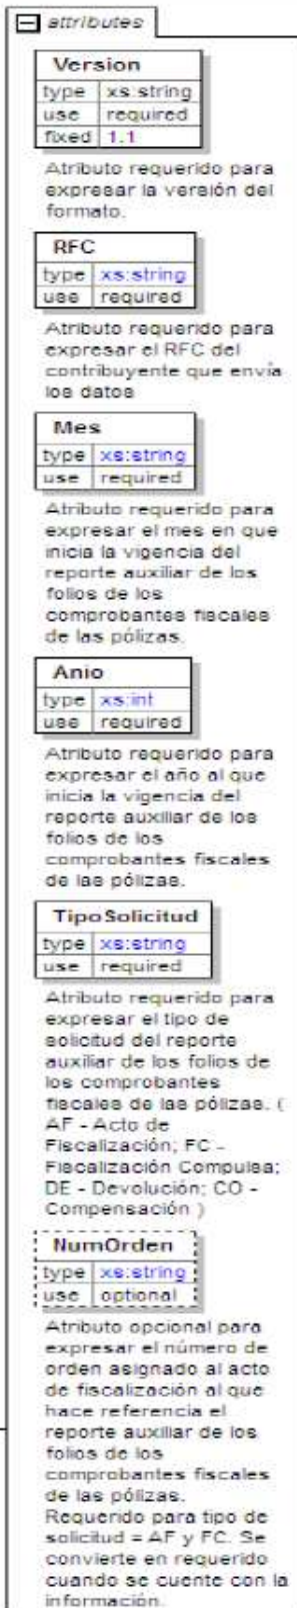 attributes
Version
type xs:string
use required
fixed 1.1
Atributo requerido para
expresar la versión del
formato.
RFC
type xs:string
use required
Atributo requerido para
expresar el RFC del
contribuyente que envía
los datos
Mes
type xs:string
use required
Atributo requerido para
expresar el mes en que
inicia la vigencia del
reporte auxiliar de los
folios de los
comprobantes fiscales
de las pólizas.
Anio
type xs:int
use required
Atributo requerido para
expresar el año al que
inicia la vigencia del
reporte auxiliar de los
folios de los
comprobantes fiscales
de las pólizas.
TipoSolicitud
type xs:string
use required
Atributo requerido para
expresar el tipo de
solicitud del reporte
auxiliar de los folios de
los comprobantes
fiscales de las pólizas. (
AF - Acto de
Fiscalización; FC -
Fiscalización Compulsa;
DE - Devolución; CO -
Compensación )
NumOrden
type xs:string
use optional
Atributo opcional para
expresar el número de
orden asignado al acto
de fiscalización al que
hace referencia el
reporte auxiliar de los
folios de los
comprobantes fiscales
de las pólizas.
Requerido para tipo de
solicitud = AF y FC. Se
convierte en requerido
cuando se cuente con la
información.